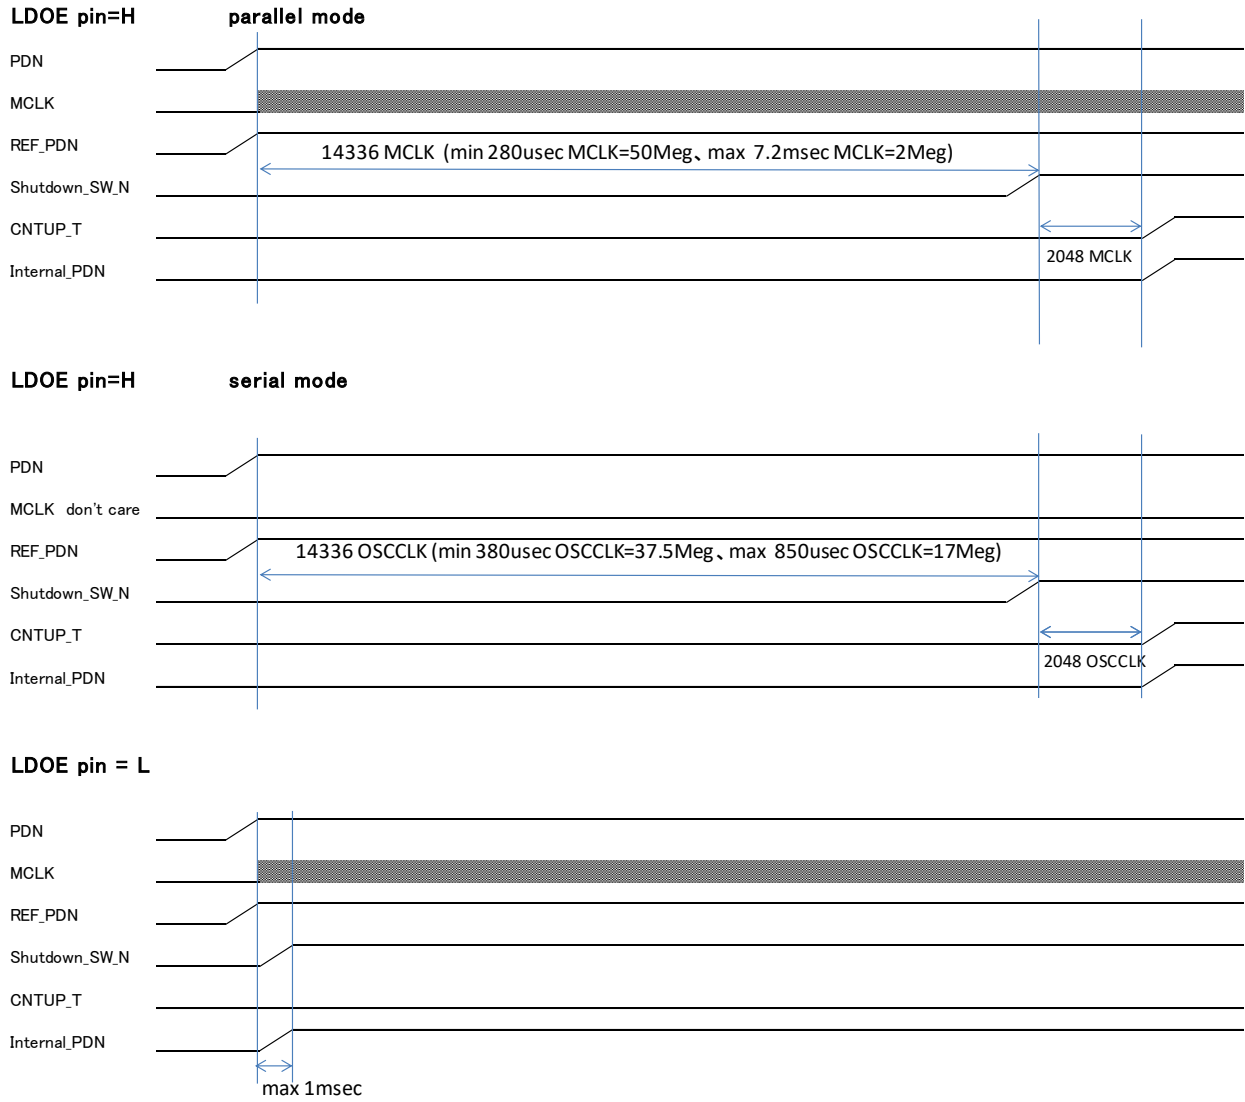 LDOE pin=H parallel mode
PDN
MCLK
REF_PDN
14336 MCLK (min 280usec MCLK=50Meg、max 7.2msec MCLK=2Meg)
Shutdown_SW_N
CNTUP_T
2048 MCLK
Internal_PDN
LDOE pin=H serial mode
PDN
MCLK don't care
REF_PDN
14336 OSCCLK (min 380usec OSCCLK=37.5Meg、max 850usec OSCCLK=17Meg)
Shutdown_SW_N
CNTUP_T
2048 OSCCLK
Internal_PDN
LDOE pin = L
PDN
MCLK
REF_PDN
Shutdown_SW_N
CNTUP_T
Internal_PDN
max 1msec